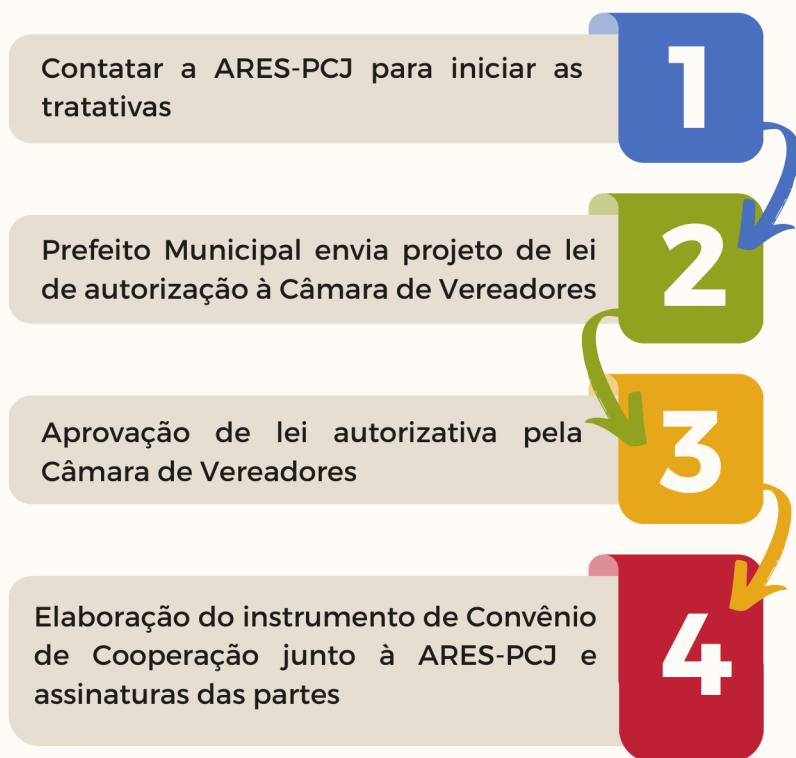 Contatar a ARES-PCJ para iniciar as
tratativas
1
Prefeito Municipal envia projeto de lei
de autorização à Câmara de Vereadores
2
Aprovação de lei autorizativa pela
Câmara de Vereadores
3
Elaboração do instrumento de Convênio
de Cooperação junto à ARES-PCJ e
assinaturas das partes
4